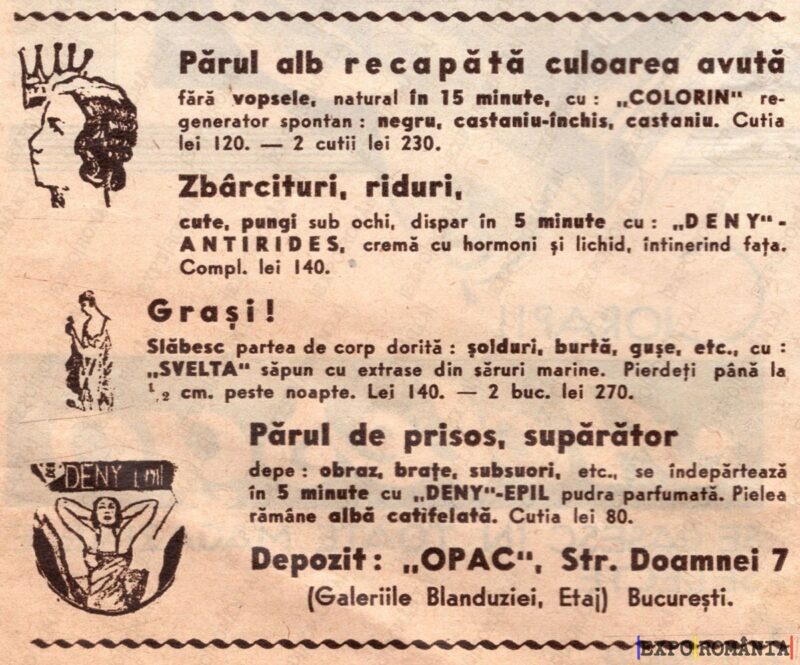 Părul alb recapătă culoarea avută
fără vopsele, natural în 15 minute, cu : „COLORIN" re-
generator spontan : negru, castaniu-închis, castaniu. Cutia
lei 120. — 2 cutii lei 230.
Zbârcituri, riduri,
cute, pungi sub ochi, dispar în 5 minute cu : „DENY"-
ANTIRIDES, cremă cu hormoni și lichid, întinerind fața.
Compl. lei 140.
Grași!
Slăbesc partea de corp dorită : șolduri, burtă, gușe, etc., cu :
„SVELTA" săpun cu extrase din săruri marine. Pierdeți până la
½ cm. peste noapte. Lei 140. — 2 buc. lei 270.
Părul de prisos, supărător
depe : obraz, brațe, subsuori, etc., se îndepărtează
în 5 minute cu „DENY"-EPIL pudra parfumată. Pielea
rămâne albă catifelată. Cutia lei 80.
DENY
Depozit : „OPAC", Str. Doamnei 7
(Galeriile Blanduziei, Etaj) București.
EXPO ROMÂNIA